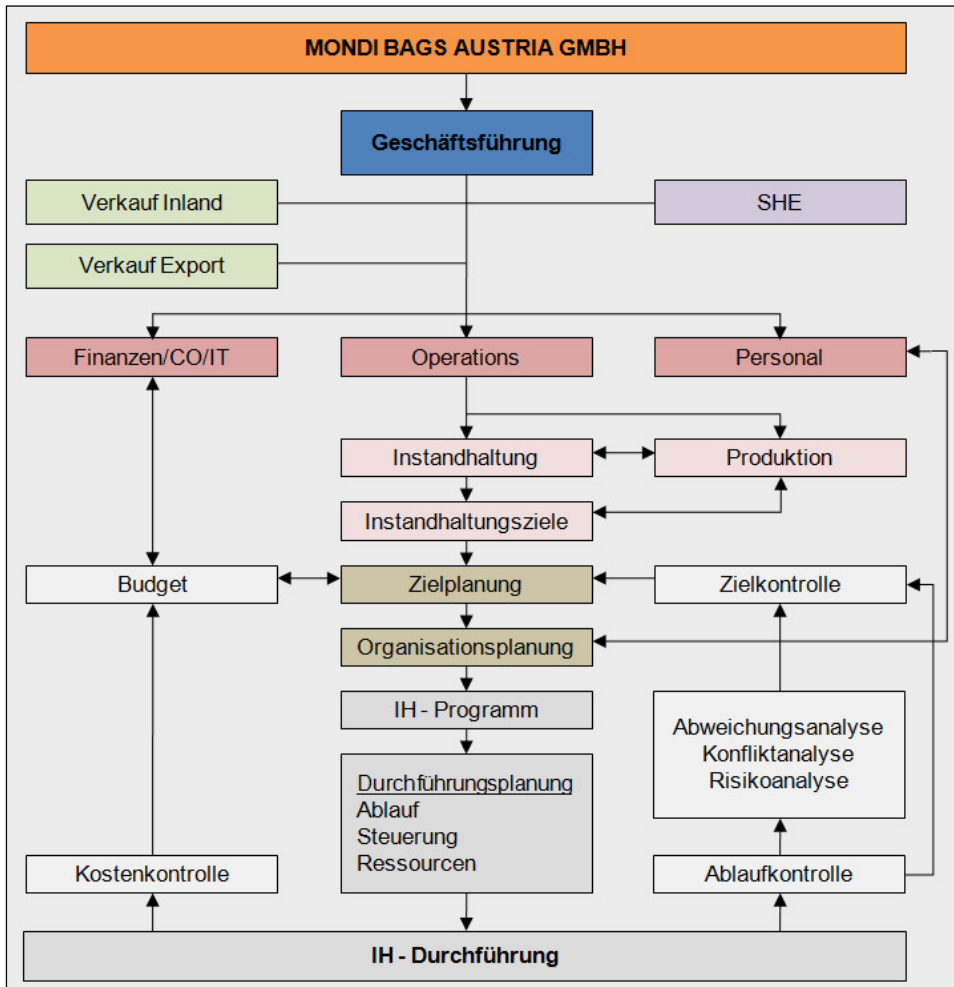 MONDI BAGS AUSTRIA GMBH
Geschäftsführung
Verkauf Inland
SHE
Verkauf Export
Finanzen/CO/IT
Operations
Personal
Instandhaltung
Produktion
Instandhaltungsziele
Budget
Zielplanung
Zielkontrolle
Organisationsplanung
IH - Programm
Abweichungsanalyse
Konfliktanalyse
Risikoanalyse
Durchführungsplanung
Ablauf
Steuerung
Ressourcen
Kostenkontrolle
Ablaufkontrolle
IH - Durchführung